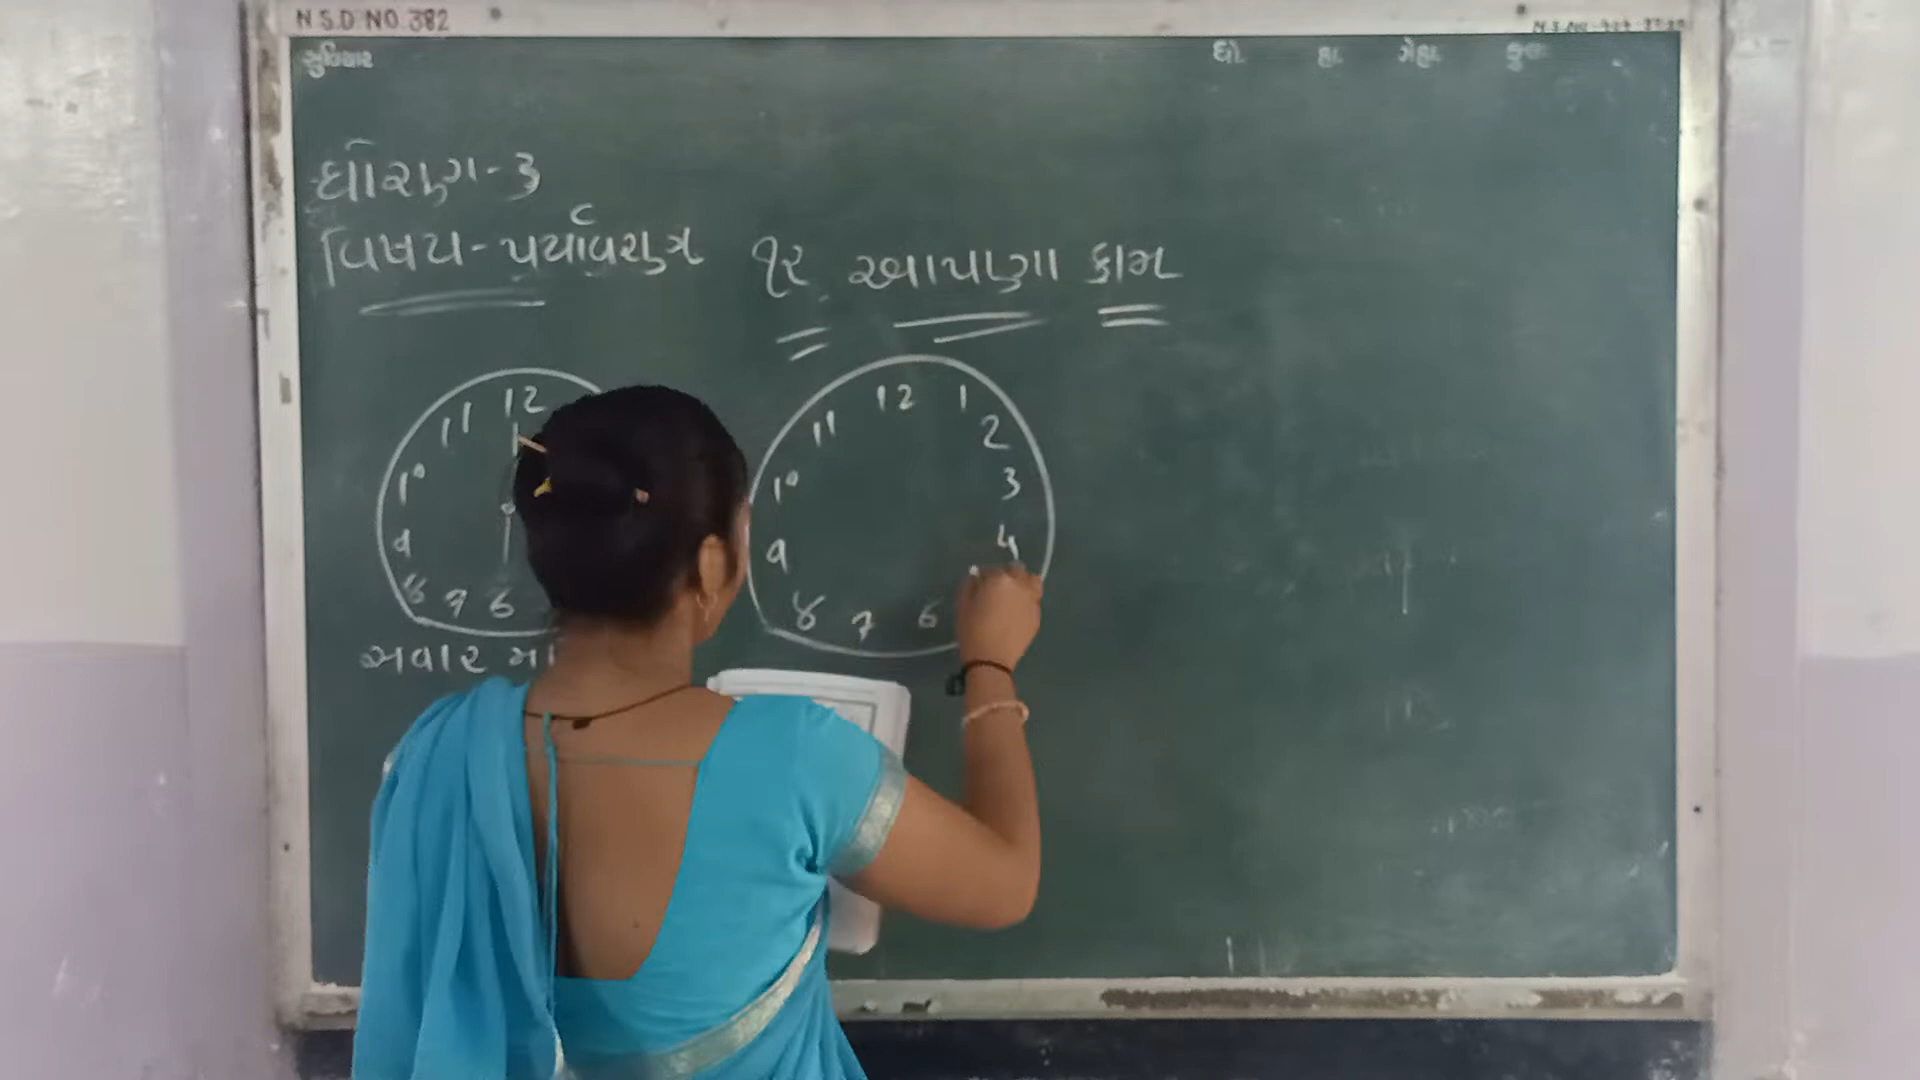 N.S.D. NO. 382
સુવિચાર
ધો. હા. ગેહા. કુલ
ધોરણ-૩
વિષય-પર્યાવરણ
૧૨ આપણા કામ
12
11
10
9
8
7 6
12 1
2
3
4
6
7
8
9
10
11
સવાર